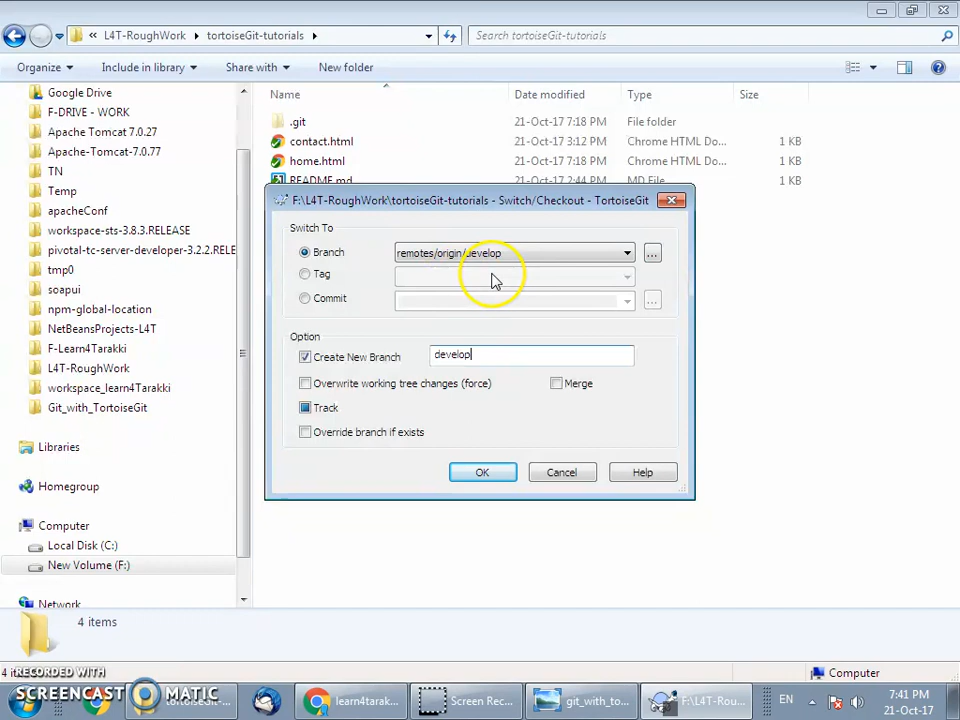 L4T-RoughWork tortoiseGit-tutorials Search tortoiseGit-tutorials
Organize Include in library Share with New folder
Name Date modified Type Size
Google Drive
F-DRIVE - WORK
Apache Tomcat 7.0.27
Apache-Tomcat-7.0.77
TN
Temp
apacheConf
workspace-sts-3.8.3.RELEASE
pivotal-tc-server-developer-3.2.2.RELE
tmp0
soapui
npm-global-location
NetBeansProjects-L4T
F-Learn4Tarakki
L4T-RoughWork
workspace_learn4Tarakki
Git_with_TortoiseGit
Libraries
Homegroup
Computer
Local Disk (C:)
New Volume (F:)
Network
.git 21-Oct-17 7:18 PM File folder
contact.html 21-Oct-17 3:12 PM Chrome HTML Do... 1 KB
home.html 21-Oct-17 7:18 PM Chrome HTML Do... 1 KB
README.md 21-Oct-17 2:44 PM MD File 1 KB
F:\L4T-RoughWork\tortoiseGit-tutorials - Switch/Checkout - TortoiseGit
Switch To
Branch remotes/origin/develop ...
Tag
Commit ...
Option
Create New Branch develop
Overwrite working tree changes (force) Merge
Track
Override branch if exists
OK Cancel Help
4 items
Computer
RECORDED WITH
SCREENCAST MATIC
tortoiseGit-... learn4tarak... Screen Rec... git_with_to... F:\L4T-Rou... EN 7:41 PM
21-Oct-17